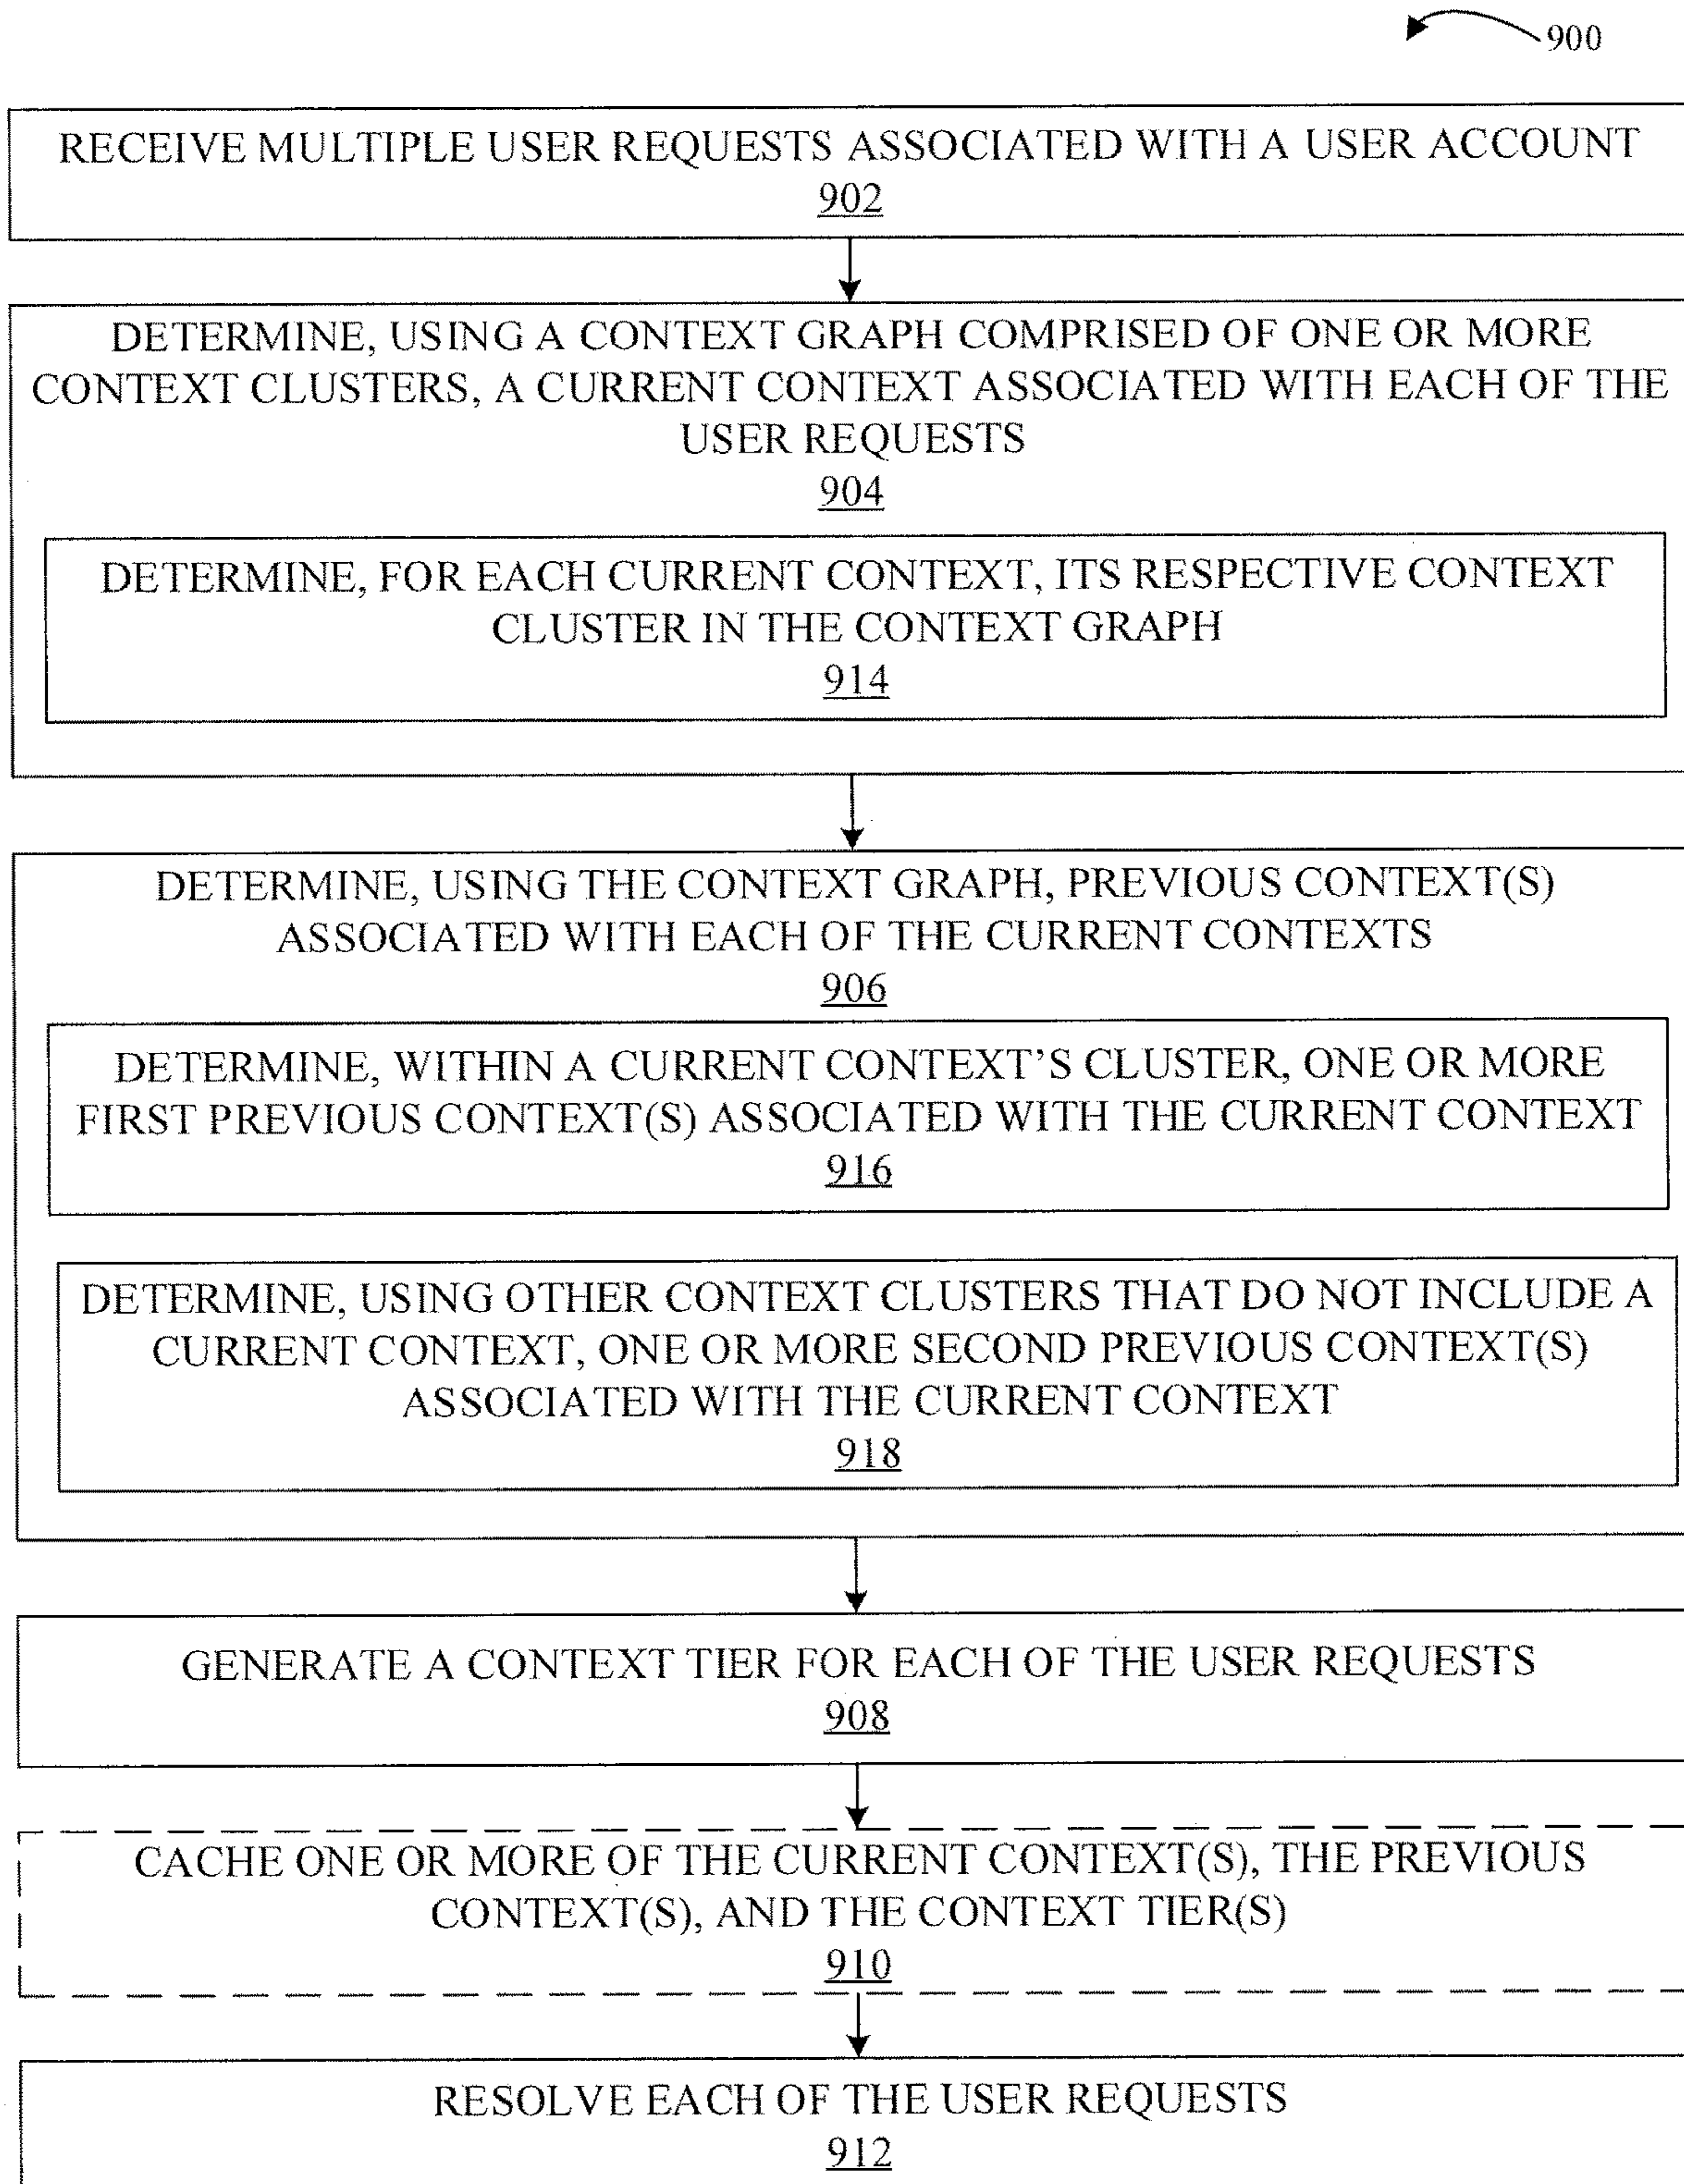 900
RECEIVE MULTIPLE USER REQUESTS ASSOCIATED WITH A USER ACCOUNT
902
DETERMINE, USING A CONTEXT GRAPH COMPRISED OF ONE OR MORE
CONTEXT CLUSTERS, A CURRENT CONTEXT ASSOCIATED WITH EACH OF THE
USER REQUESTS
904
DETERMINE, FOR EACH CURRENT CONTEXT, ITS RESPECTIVE CONTEXT
CLUSTER IN THE CONTEXT GRAPH
914
DETERMINE, USING THE CONTEXT GRAPH, PREVIOUS CONTEXT(S)
ASSOCIATED WITH EACH OF THE CURRENT CONTEXTS
906
DETERMINE, WITHIN A CURRENT CONTEXT'S CLUSTER, ONE OR MORE
FIRST PREVIOUS CONTEXT(S) ASSOCIATED WITH THE CURRENT CONTEXT
916
DETERMINE, USING OTHER CONTEXT CLUSTERS THAT DO NOT INCLUDE A
CURRENT CONTEXT, ONE OR MORE SECOND PREVIOUS CONTEXT(S)
ASSOCIATED WITH THE CURRENT CONTEXT
918
GENERATE A CONTEXT TIER FOR EACH OF THE USER REQUESTS
908
CACHE ONE OR MORE OF THE CURRENT CONTEXT(S), THE PREVIOUS
CONTEXT(S), AND THE CONTEXT TIER(S)
910
RESOLVE EACH OF THE USER REQUESTS
912